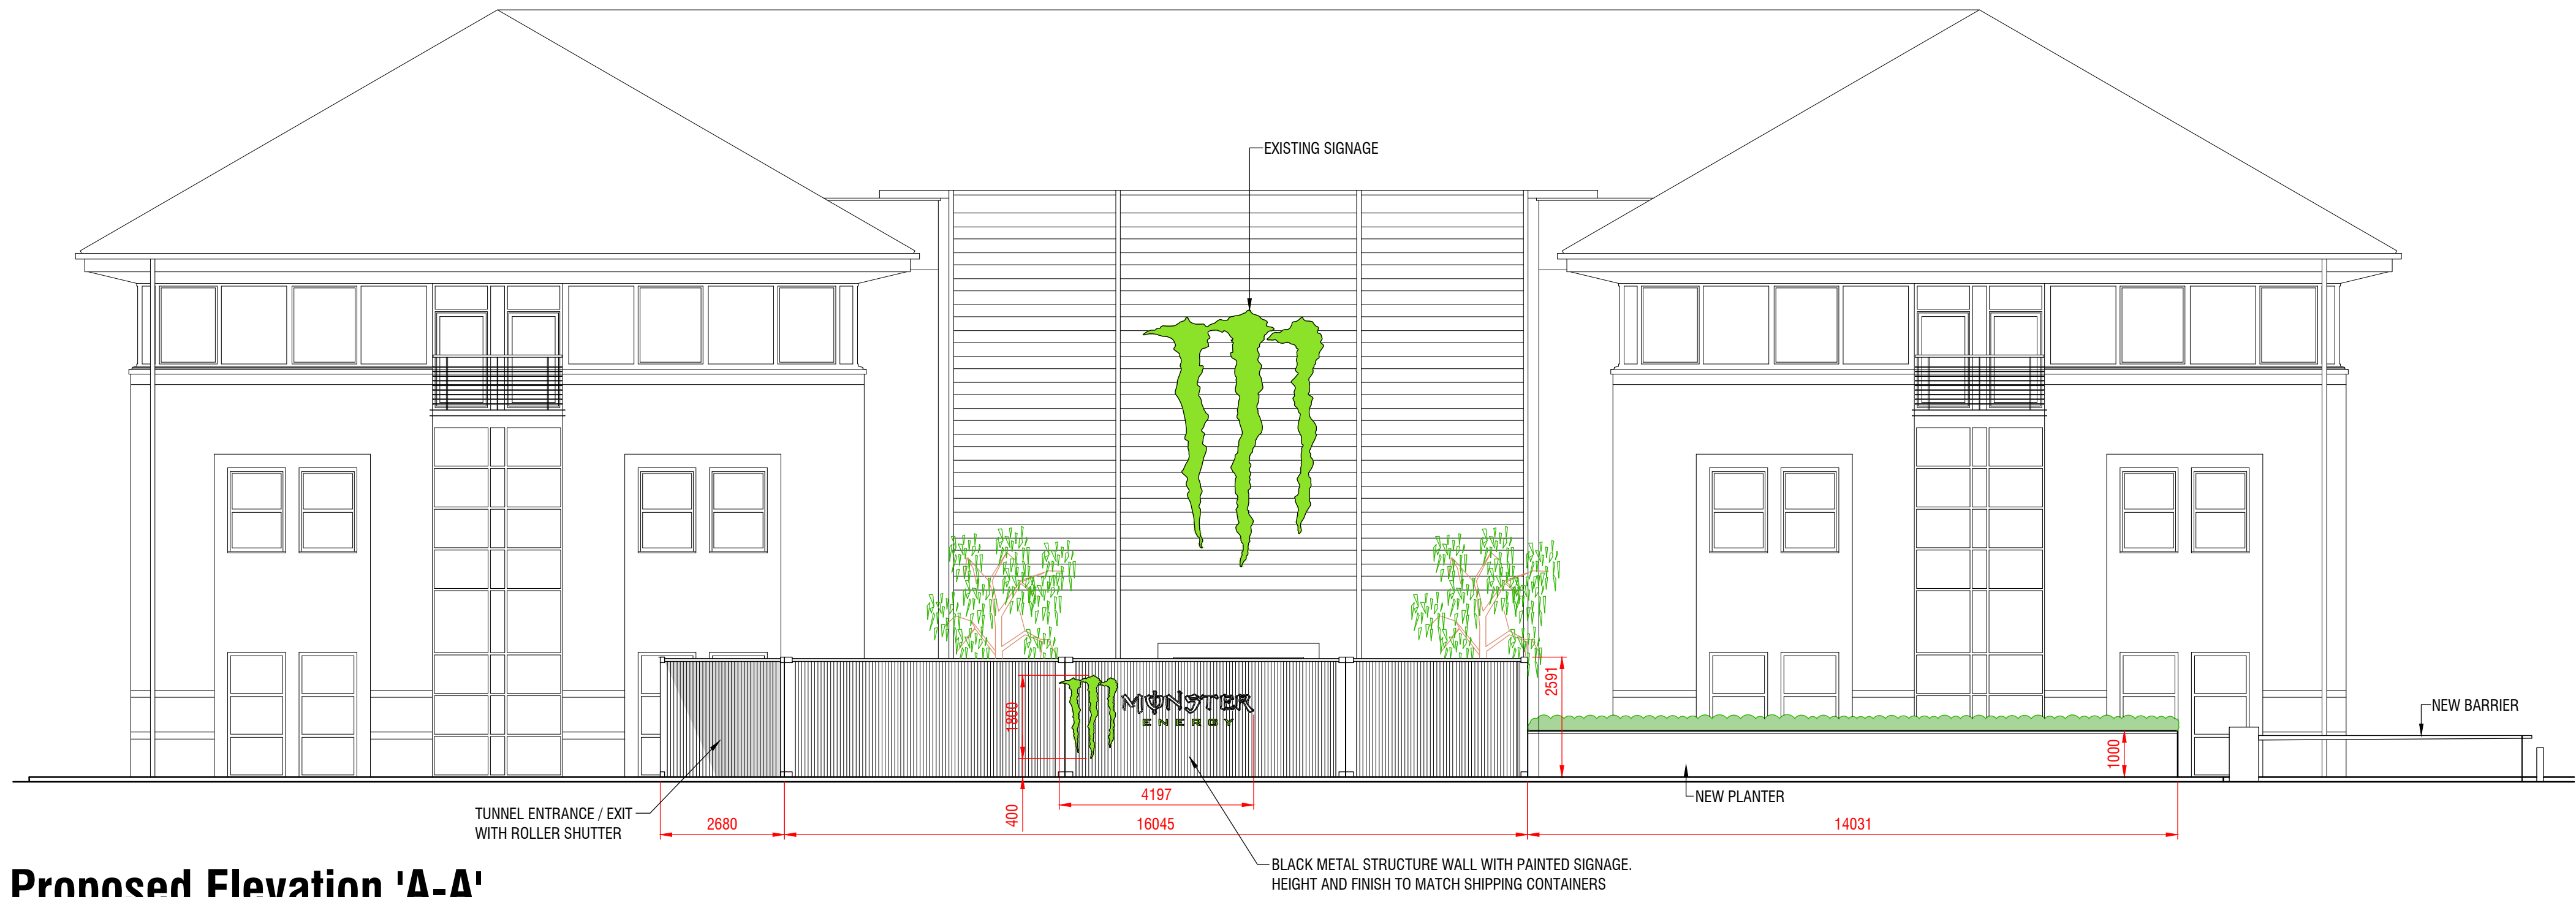 EXISTING SIGNAGE
2591
1800
MONSTER
ENERGY
NEW BARRIER
1000
400
4197
NEW PLANTER
TUNNEL ENTRANCE / EXIT
WITH ROLLER SHUTTER
2680
16045
14031
BLACK METAL STRUCTURE WALL WITH PAINTED SIGNAGE.
HEIGHT AND FINISH TO MATCH SHIPPING CONTAINERS
Proposed Elevation 'A-A'